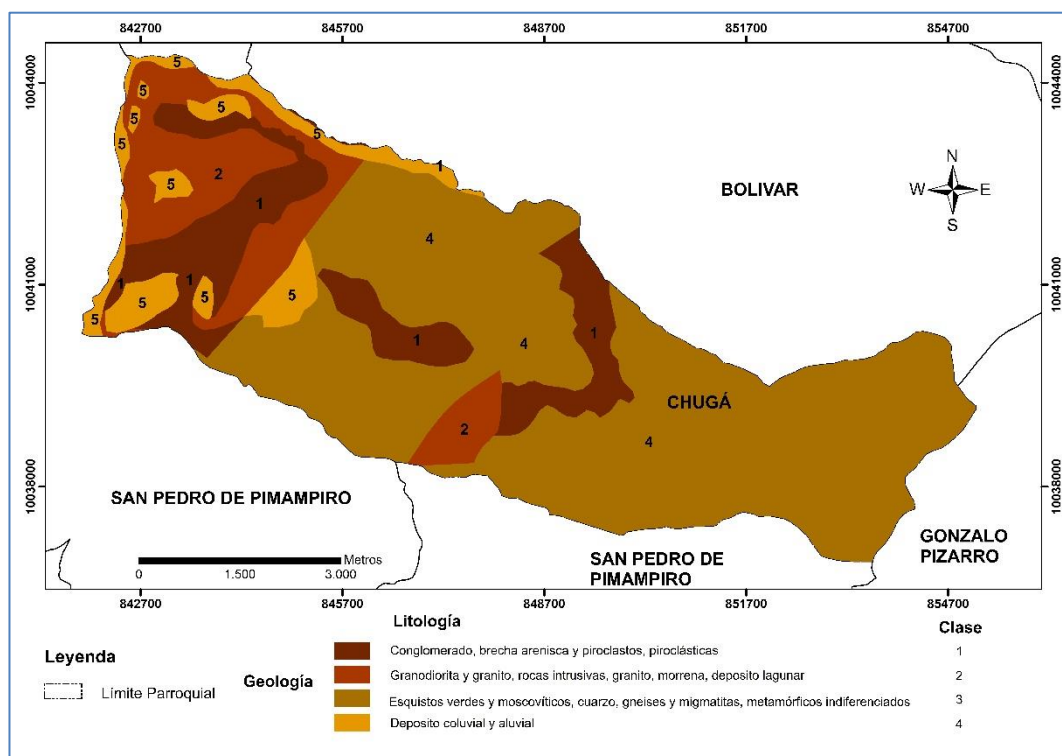 842700 845700 848700 851700 854700
10044000 10044000
5
5
5
5
5
5
1
2
5
BOLIVAR
N
W E
S
1
4
10041000 10041000
1 1
5
5
5
5
1
4
1
CHUGÁ
2
4
10038000 10038000
SAN PEDRO DE PIMAMPIRO
GONZALO
PIZARRO
SAN PEDRO DE
PIMAMPIRO
Metros
0 1.500 3.000
842700 845700 848700 851700 854700
Litología Clase
Leyenda
Límite Parroquial
Geología
Conglomerado, brecha arenisca y piroclastos, piroclásticas 1
Granodiorita y granito, rocas intrusivas, granito, morrena, deposito lagunar 2
Esquistos verdes y moscovíticos, cuarzo, gneises y migmatitas, metamórficos indiferenciados 3
Deposito coluvial y aluvial 4